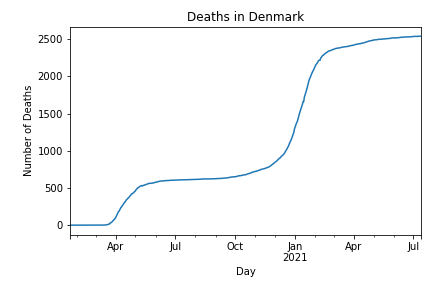 Deaths in Denmark
Number of Deaths
2500
2000
1500
1000
500
0
Apr
Jul
Oct
Jan
2021
Apr
Jul
Day